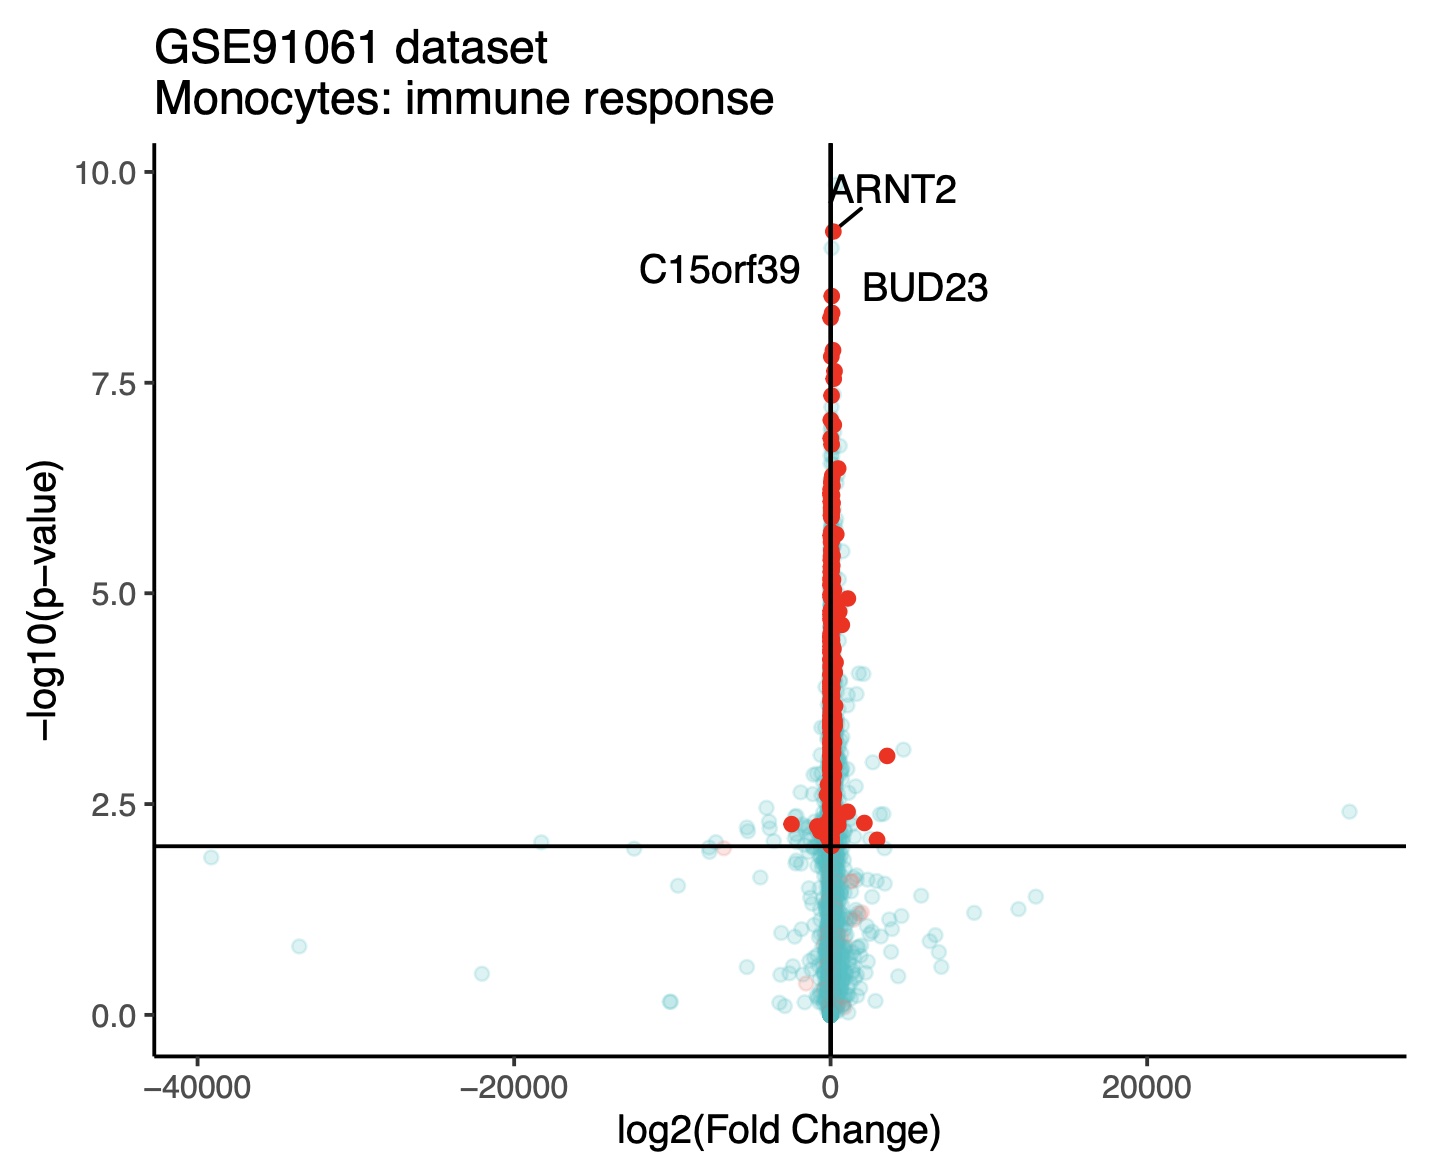 GSE91061 dataset
Monocytes: immune response
10.0
7.5
5.0
2.5
0.0
−log10(p−value)
ARNT2
C15orf39
BUD23
−40000
−20000
0
20000
log2(Fold Change)